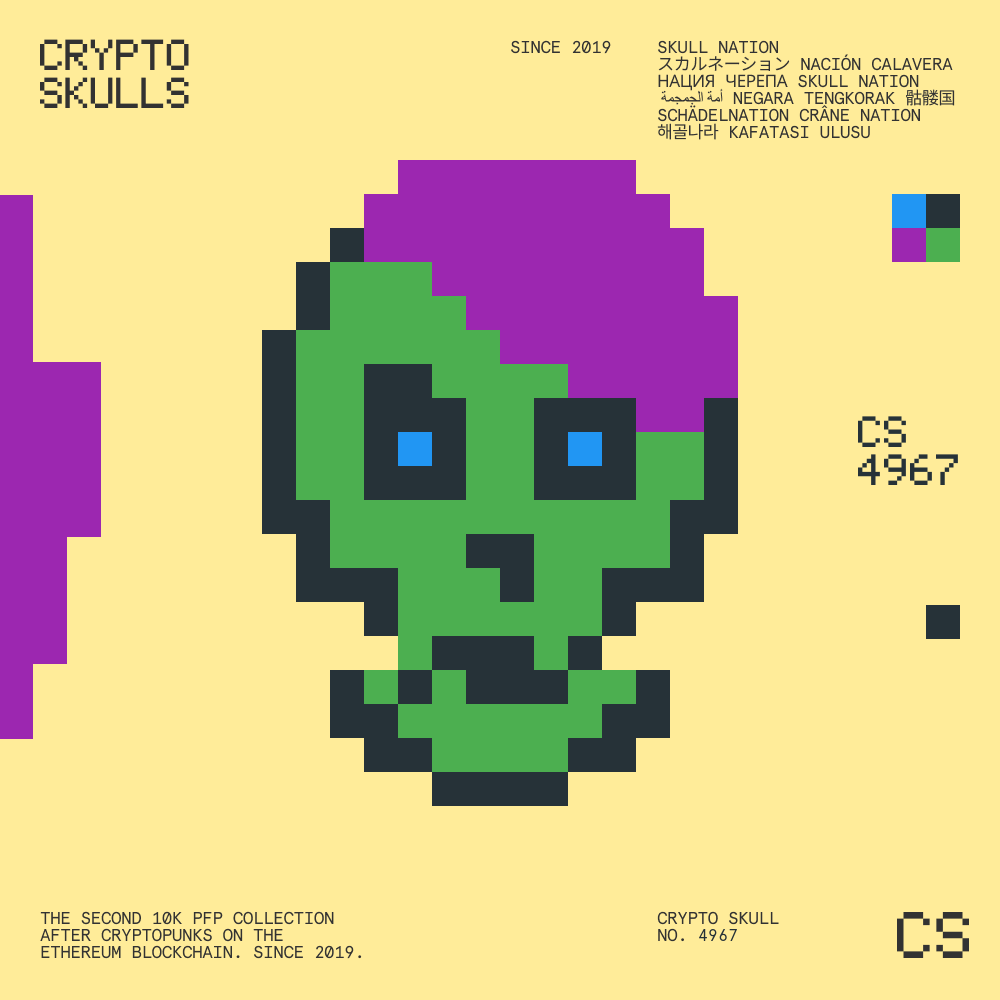 CRYPTO
SKULLS
SINCE 2019
SKULL NATION
スカルネーション NACIÓN CALAVERA
НАЦИЯ ЧЕРЕПА SKULL NATION
أمة الجمجمة NEGARA TENGKORAK 骷髅国
SCHÄDELNATION CRÂNE NATION
해골나라 KAFATASI ULUSU
CS
4967
THE SECOND 10K PFP COLLECTION
AFTER CRYPTOPUNKS ON THE
ETHEREUM BLOCKCHAIN. SINCE 2019.
CRYPTO SKULL
NO. 4967
CS